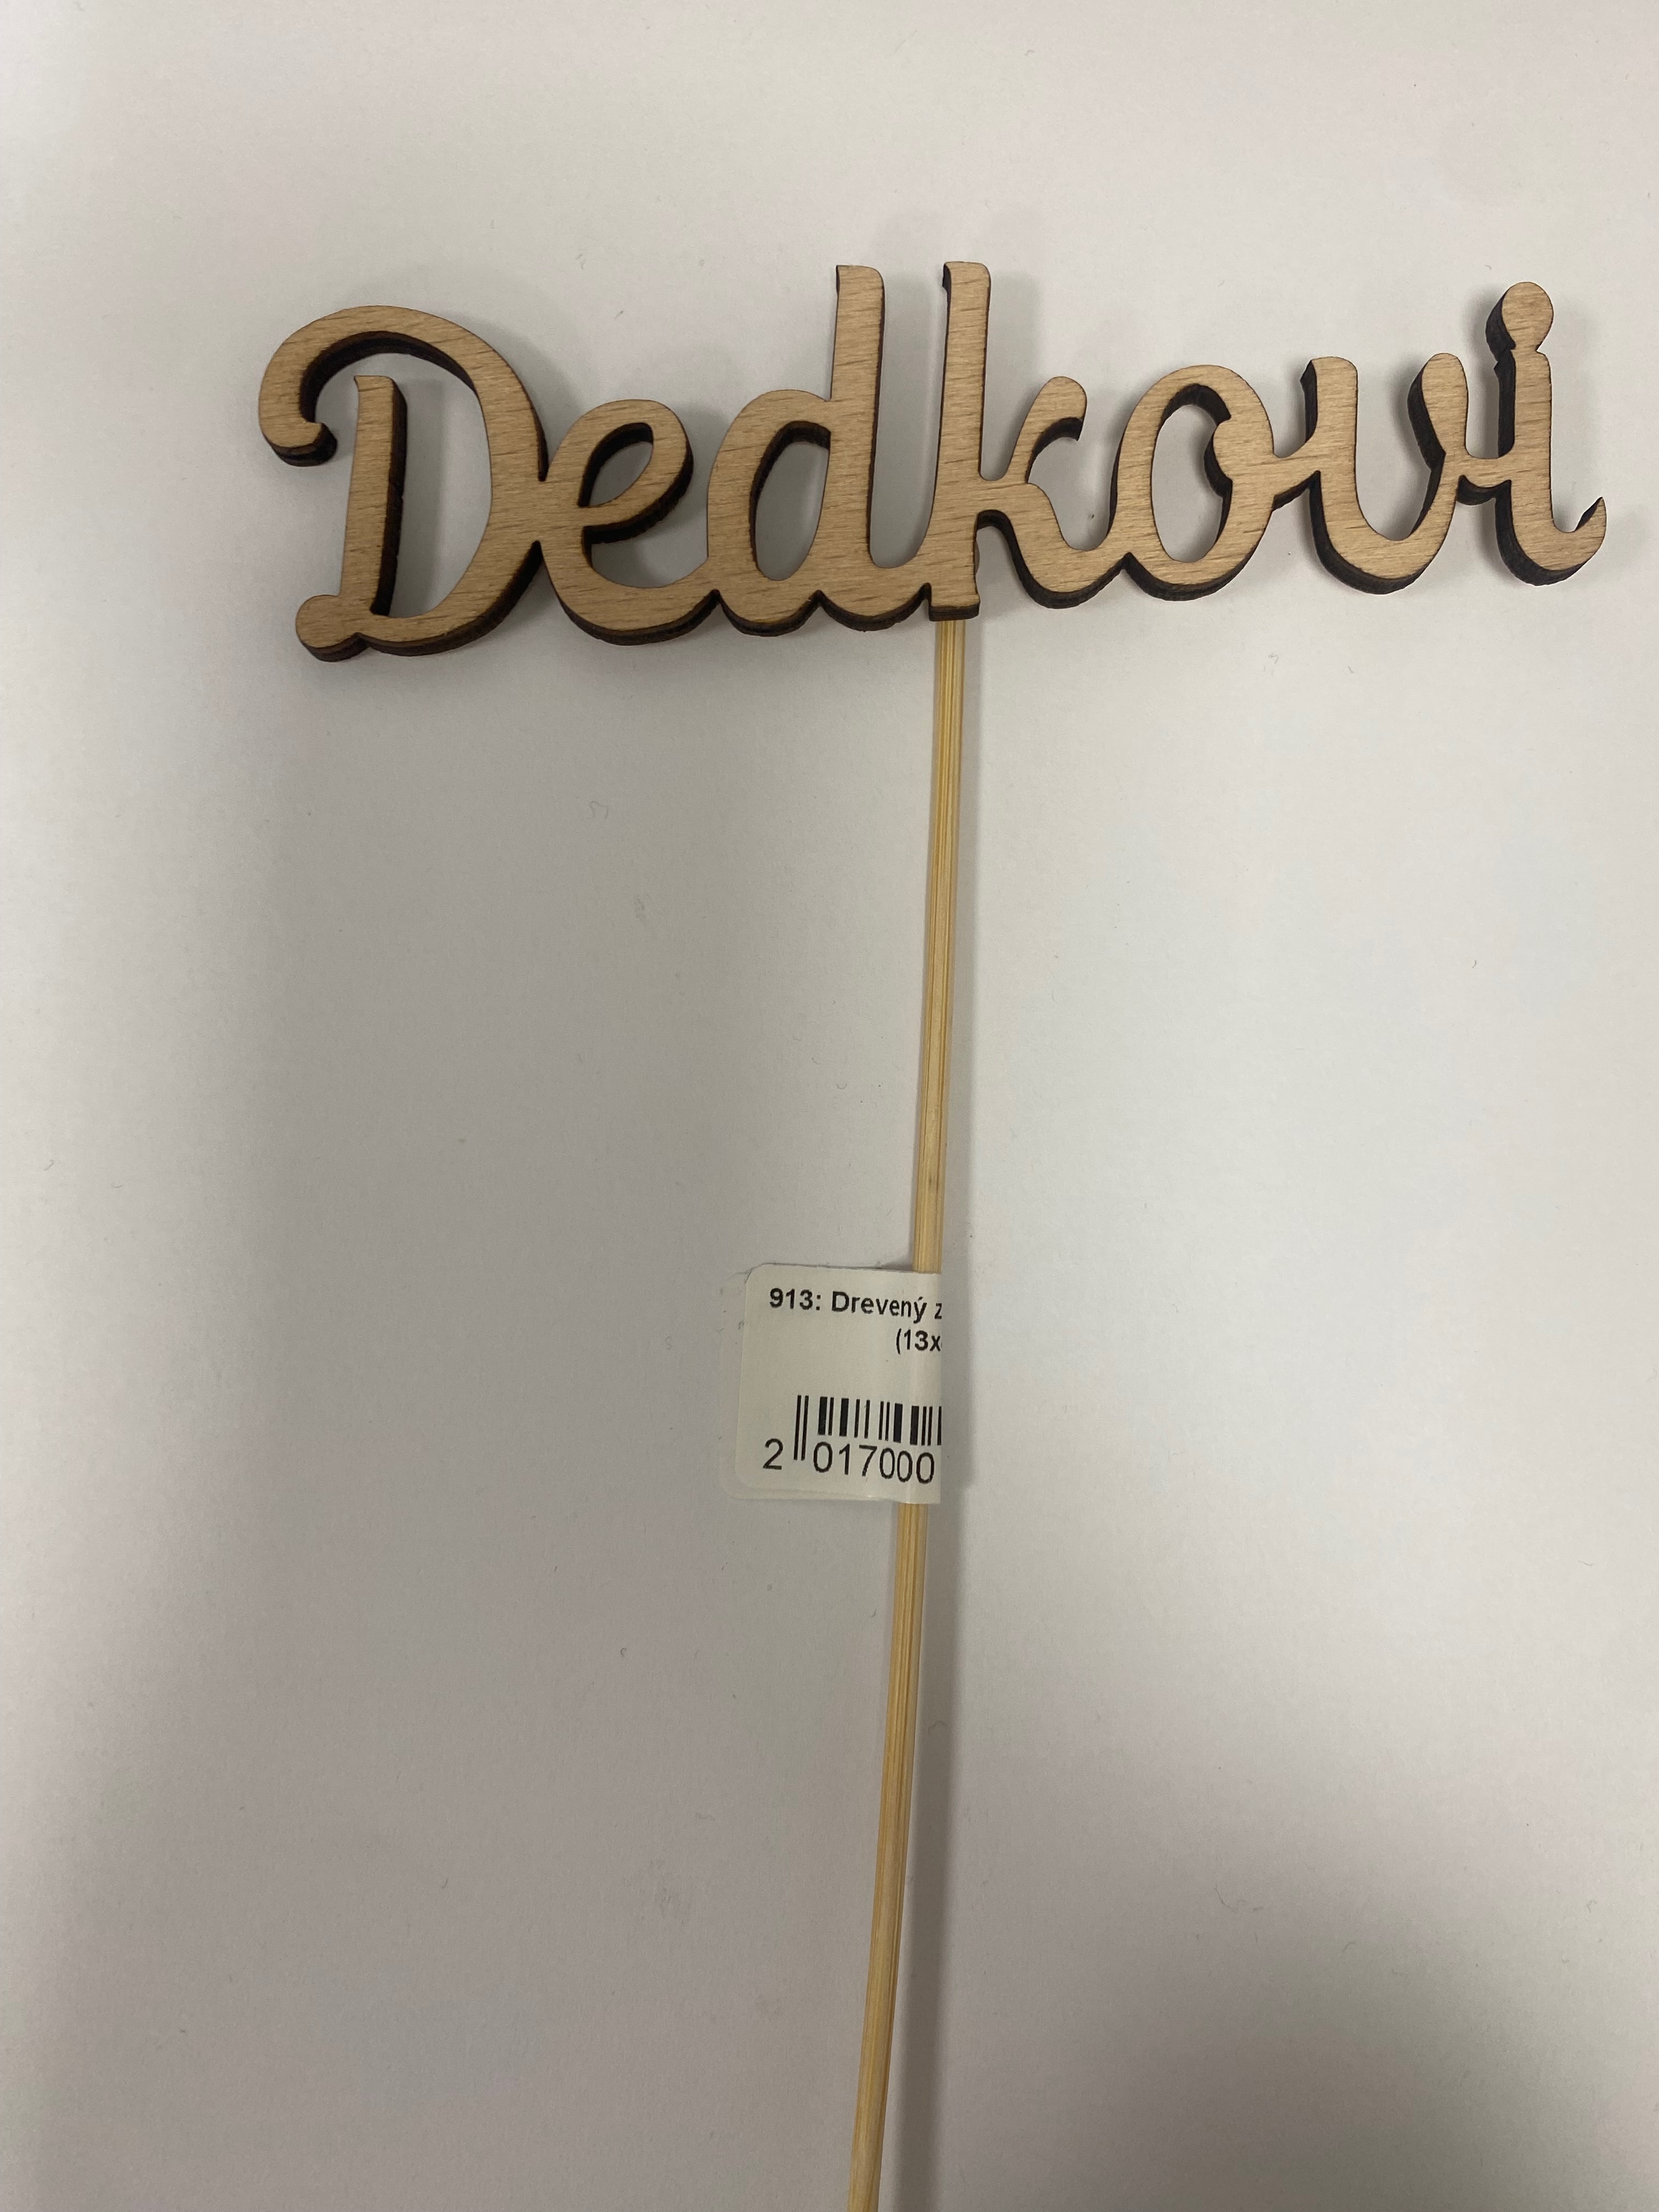 Dedkovi
913: Drevený
(13x
2 017000